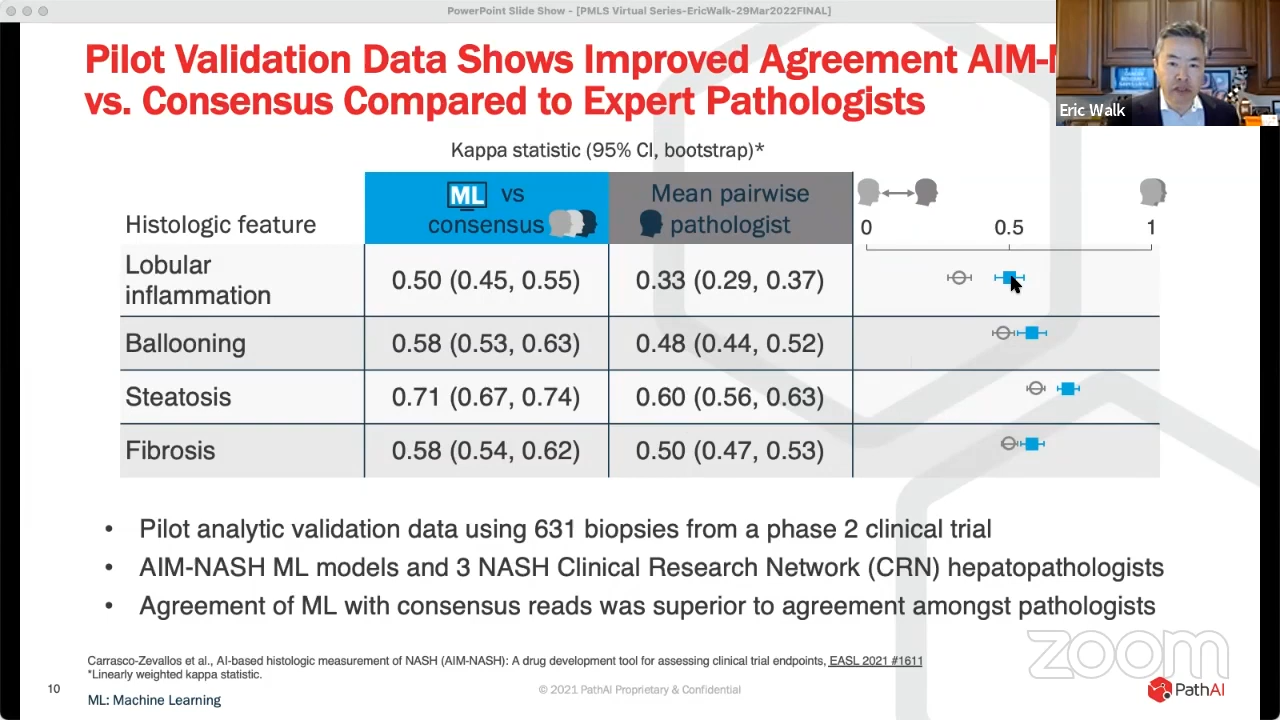 PowerPoint Slide Show - [PMLS Virtual Series-EricWalk-29Mar2022FINAL]
Pilot Validation Data Shows Improved Agreement AIM-
vs. Consensus Compared to Expert Pathologists
Eric Walk
Kappa statistic (95% CI, bootstrap)*
Histologic feature
ML vs
consensus
Mean pairwise
pathologist
0 0.5 1
Lobular
inflammation
0.50 (0.45, 0.55) 0.33 (0.29, 0.37)
Ballooning 0.58 (0.53, 0.63) 0.48 (0.44, 0.52)
Steatosis 0.71 (0.67, 0.74) 0.60 (0.56, 0.63)
Fibrosis 0.58 (0.54, 0.62) 0.50 (0.47, 0.53)
• Pilot analytic validation data using 631 biopsies from a phase 2 clinical trial
• AIM-NASH ML models and 3 NASH Clinical Research Network (CRN) hepatopathologists
• Agreement of ML with consensus reads was superior to agreement amongst pathologists
zoom
Carrasco-Zevallos et al., AI-based histologic measurement of NASH (AIM-NASH): A drug development tool for assessing clinical trial endpoints, EASL 2021 #1611
*Linearly weighted kappa statistic.
10
ML: Machine Learning
© 2021 PathAI Proprietary & Confidential
PathAI